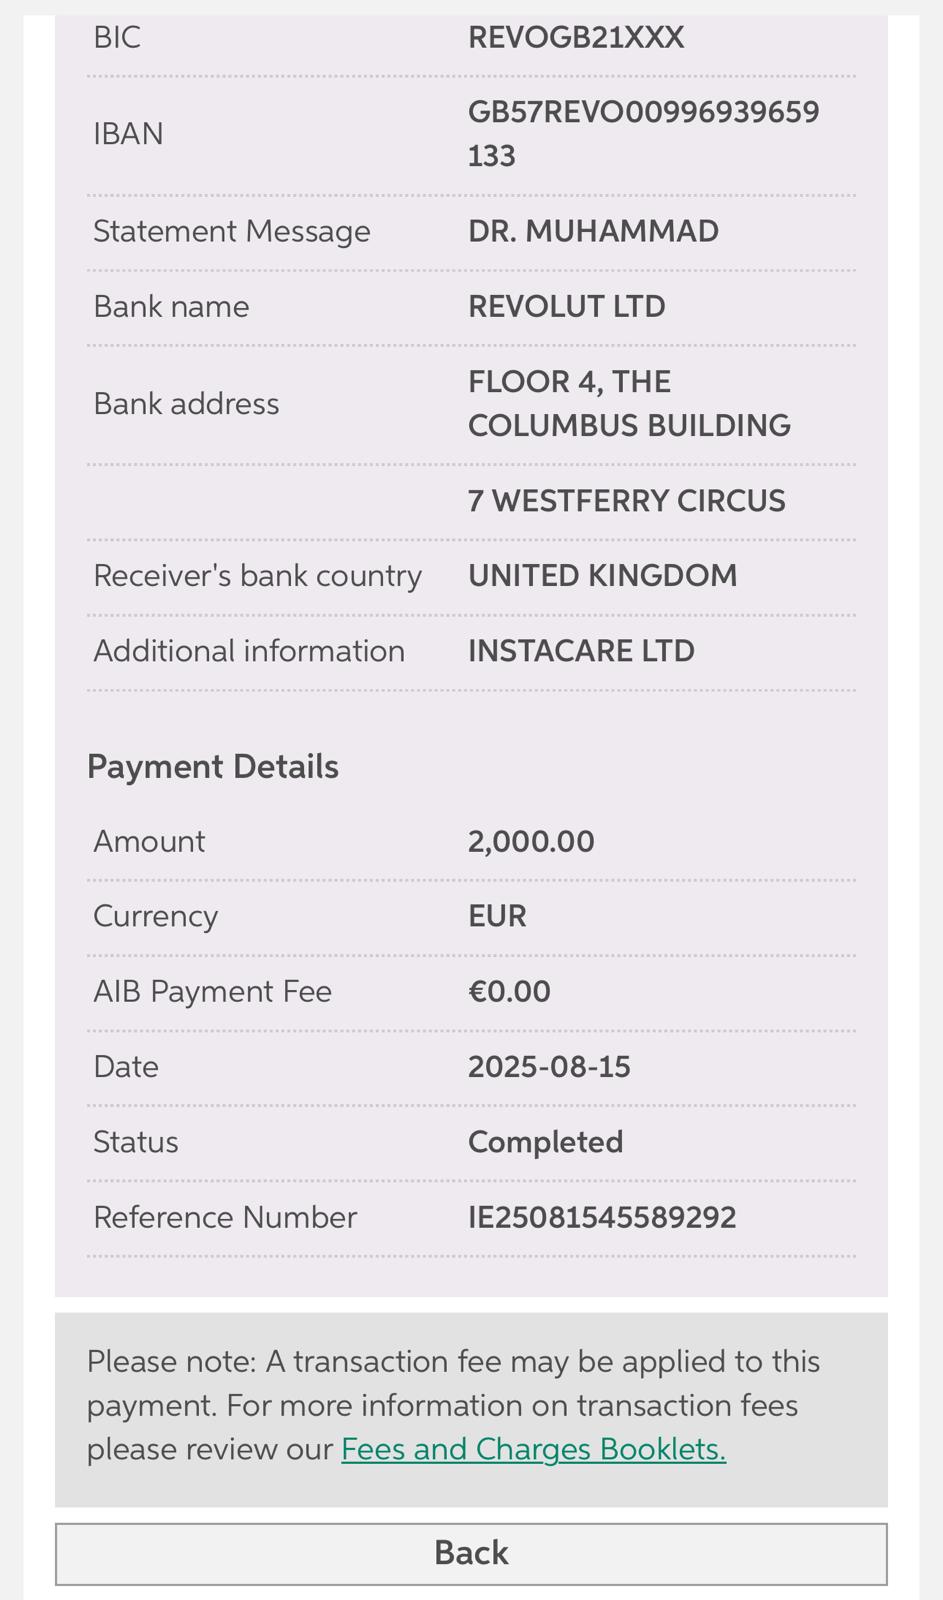 BIC REVOGB21XXX
IBAN GB57REVO00996939659
133
Statement Message DR. MUHAMMAD
Bank name REVOLUT LTD
Bank address FLOOR 4, THE
COLUMBUS BUILDING
7 WESTFERRY CIRCUS
Receiver's bank country UNITED KINGDOM
Additional information INSTACARE LTD
Payment Details
Amount 2,000.00
Currency EUR
AIB Payment Fee €0.00
Date 2025-08-15
Status Completed
Reference Number IE25081545589292
Please note: A transaction fee may be applied to this
payment. For more information on transaction fees
please review our Fees and Charges Booklets.
Back